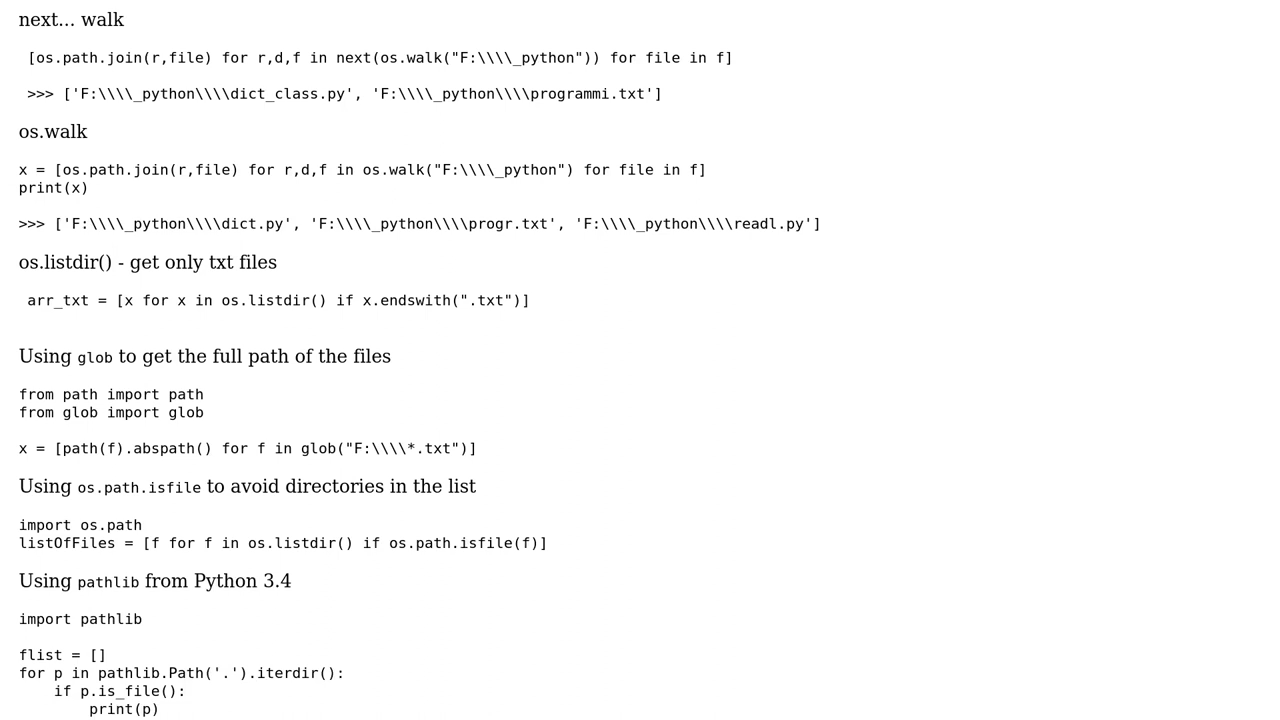 next... walk
[os.path.join(r,file) for r,d,f in next(os.walk("F:\\\\_python")) for file in f]
>>> ['F:\\\\_python\\\\dict_class.py', 'F:\\\\_python\\\\programmi.txt']
os.walk
x = [os.path.join(r,file) for r,d,f in os.walk("F:\\\\_python") for file in f]
print(x)
>>> ['F:\\\\_python\\\\dict.py', 'F:\\\\_python\\\\progr.txt', 'F:\\\\_python\\\\readl.py']
os.listdir() - get only txt files
arr_txt = [x for x in os.listdir() if x.endswith(".txt")]
Using glob to get the full path of the files
from path import path
from glob import glob
x = [path(f).abspath() for f in glob("F:\\\\*.txt")]
Using os.path.isfile to avoid directories in the list
import os.path
listOfFiles = [f for f in os.listdir() if os.path.isfile(f)]
Using pathlib from Python 3.4
import pathlib
flist = []
for p in pathlib.Path('.').iterdir():
    if p.is_file():
        print(p)